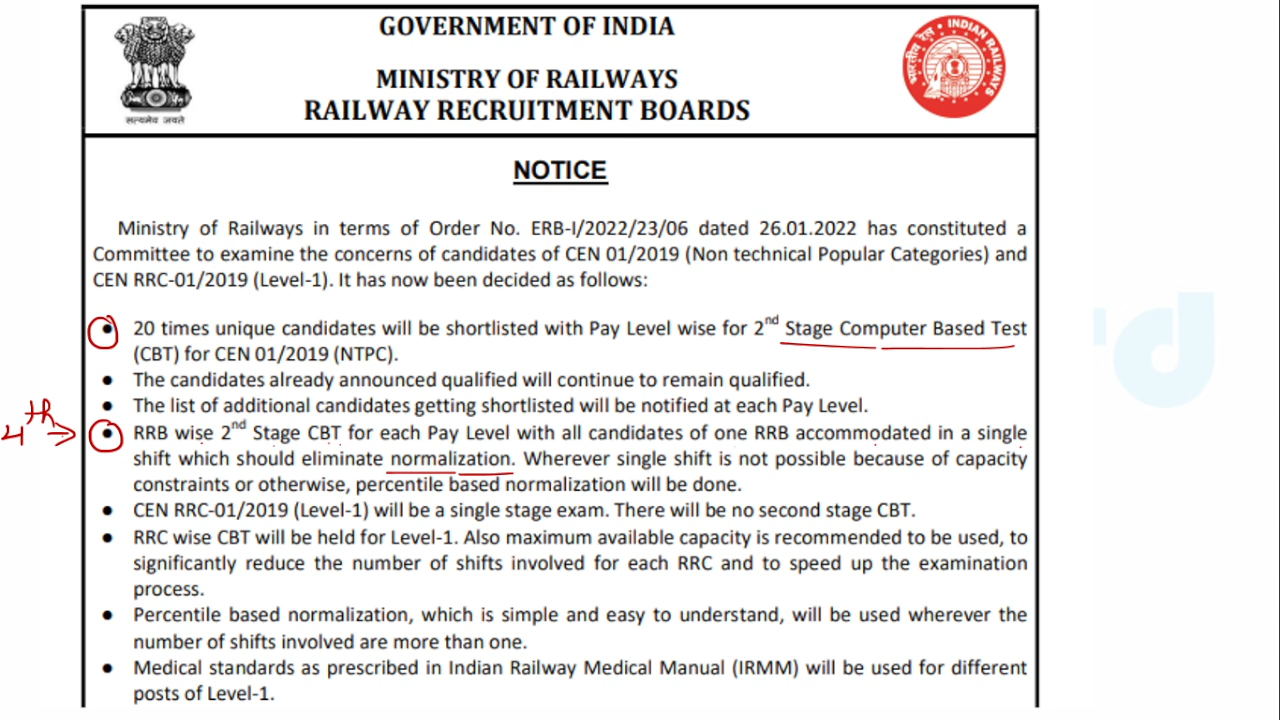 GOVERNMENT OF INDIA
MINISTRY OF RAILWAYS
RAILWAY RECRUITMENT BOARDS
सत्यमेव जयते
भारतीय रेल • INDIAN RAILWAYS
NOTICE
Ministry of Railways in terms of Order No. ERB-I/2022/23/06 dated 26.01.2022 has constituted a
Committee to examine the concerns of candidates of CEN 01/2019 (Non technical Popular Categories) and
CEN RRC-01/2019 (Level-1). It has now been decided as follows:
• 20 times unique candidates will be shortlisted with Pay Level wise for 2nd Stage Computer Based Test
(CBT) for CEN 01/2019 (NTPC).
• The candidates already announced qualified will continue to remain qualified.
• The list of additional candidates getting shortlisted will be notified at each Pay Level.
4th → • RRB wise 2nd Stage CBT for each Pay Level with all candidates of one RRB accommodated in a single
shift which should eliminate normalization. Wherever single shift is not possible because of capacity
constraints or otherwise, percentile based normalization will be done.
• CEN RRC-01/2019 (Level-1) will be a single stage exam. There will be no second stage CBT.
• RRC wise CBT will be held for Level-1. Also maximum available capacity is recommended to be used, to
significantly reduce the number of shifts involved for each RRC and to speed up the examination
process.
• Percentile based normalization, which is simple and easy to understand, will be used wherever the
number of shifts involved are more than one.
• Medical standards as prescribed in Indian Railway Medical Manual (IRMM) will be used for different
posts of Level-1.